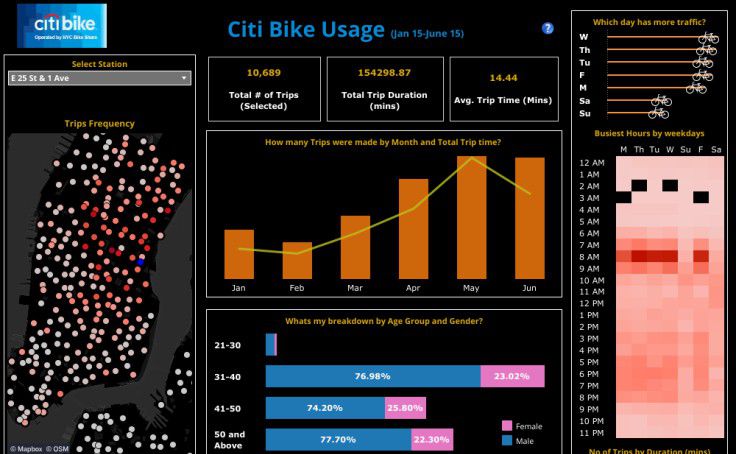 citi bike
Operated by NYC Bike Share
Citi Bike Usage (Jan 15-June 15)
?
Select Station
E 25 St & 1 Ave
Trips Frequency
© Mapbox © OSM
10,689
Total # of Trips
(Selected)
154298.87
Total Trip Duration
(mins)
14.44
Avg. Trip Time (Mins)
How many Trips were made by Month and Total Trip time?
Jan Feb Mar Apr May Jun
Whats my breakdown by Age Group and Gender?
21-30
31-40 76.98% 23.02%
41-50 74.20% 25.80%
50 and
Above 77.70% 22.30%
Female
Male
Which day has more traffic?
W
Th
Tu
F
M
Sa
Su
Busiest Hours by weekdays
M Th Tu W Su F Sa
12 AM
1 AM
2 AM
3 AM
4 AM
5 AM
6 AM
7 AM
8 AM
9 AM
10 AM
11 AM
12 PM
1 PM
2 PM
3 PM
4 PM
5 PM
6 PM
7 PM
8 PM
9 PM
10 PM
11 PM
No of Trips by Duration (mins)